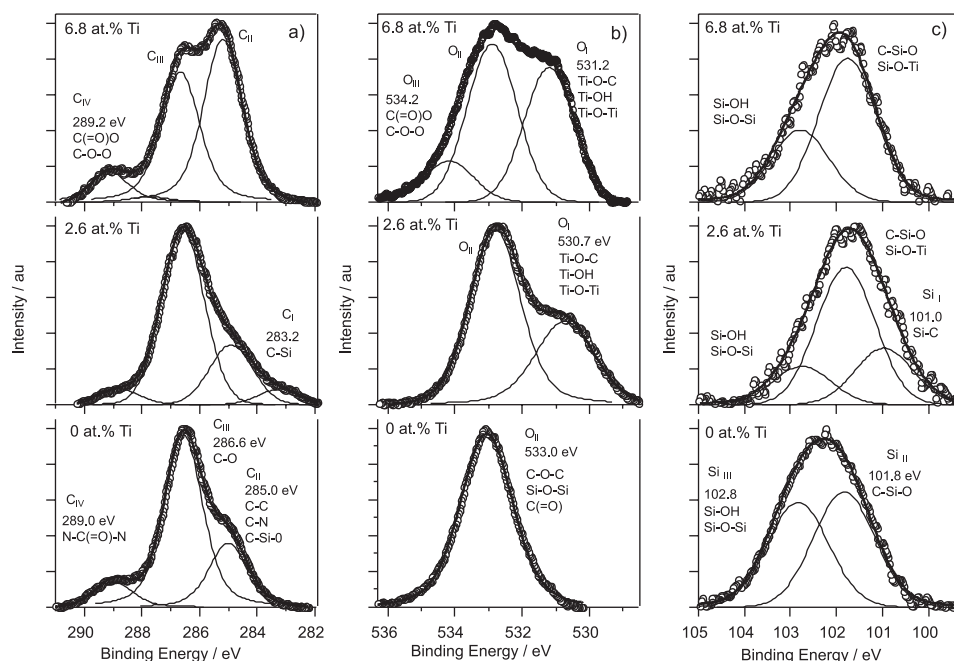 6.8 at.% Ti
a)
C_II
C_III
C_IV
289.2 eV
C(=O)O
C-O-O
2.6 at.% Ti
C_I
283.2
C-Si
0 at.% Ti
C_III
286.6 eV
C-O
C_II
285.0 eV
C-C
C-N
C-Si-0
C_IV
289.0 eV
N-C(=O)-N
Intensity / au
290 288 286 284 282
Binding Energy / eV
6.8 at.% Ti
b)
O_II
O_I
531.2
Ti-O-C
Ti-OH
Ti-O-Ti
O_III
534.2
C(=O)O
C-O-O
2.6 at.% Ti
O_II
O_I
530.7 eV
Ti-O-C
Ti-OH
Ti-O-Ti
0 at.% Ti
O_II
533.0 eV
C-O-C
Si-O-Si
C(=O)
Intensity / au
536 534 532 530
Binding Energy / eV
6.8 at.% Ti
c)
C-Si-O
Si-O-Ti
Si-OH
Si-O-Si
2.6 at.% Ti
C-Si-O
Si-O-Ti
Si_I
101.0
Si-C
Si-OH
Si-O-Si
0 at.% Ti
Si_III
102.8
Si-OH
Si-O-Si
Si_II
101.8 eV
C-Si-O
Intensity / au
105 104 103 102 101 100
Binding Energy / eV